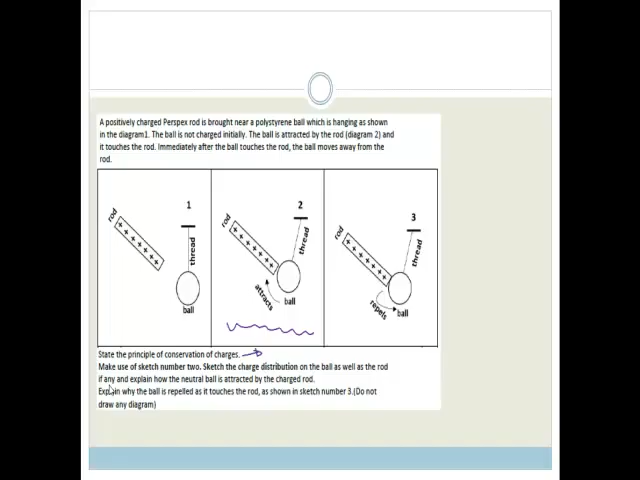 A positively charged Perspex rod is brought near a polystyrene ball which is hanging as shown
in the diagram1. The ball is not charged initially. The ball is attracted by the rod (diagram 2) and
it touches the rod. Immediately after the ball touches the rod, the ball moves away from the
rod.
1
rod
+ + + + + +
thread
ball
2
rod
+ + + + + +
thread
attracts
ball
3
rod
+ + + + + +
thread
repels
ball
State the principle of conservation of charges.
Make use of sketch number two. Sketch the charge distribution on the ball as well as the rod
if any and explain how the neutral ball is attracted by the charged rod.
Explain why the ball is repelled as it touches the rod, as shown in sketch number 3.(Do not
draw any diagram)